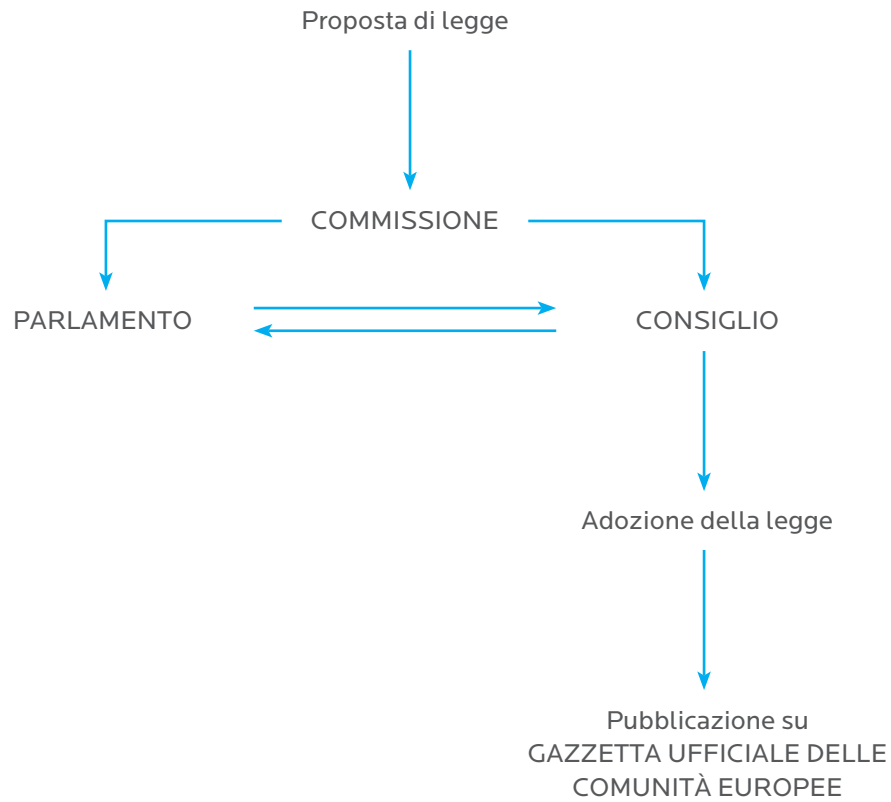 Proposta di legge
COMMISSIONE
PARLAMENTO
CONSIGLIO
Adozione della legge
Pubblicazione su
GAZZETTA UFFICIALE DELLE
COMUNITÀ EUROPEE